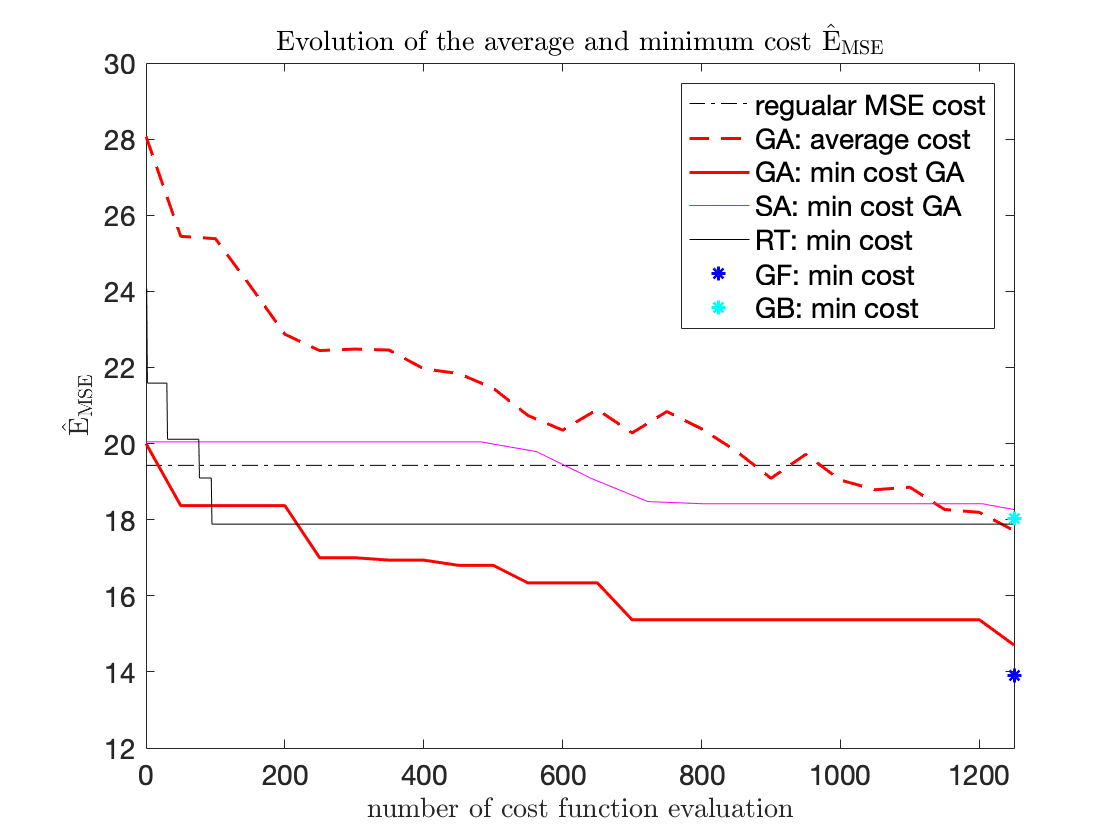 Evolution of the average and minimum cost Ê_MSE
30
28
26
24
22
20
18
16
14
12
Ê_MSE
0 200 400 600 800 1000 1200
number of cost function evaluation
regualar MSE cost
GA: average cost
GA: min cost GA
SA: min cost GA
RT: min cost
GF: min cost
GB: min cost